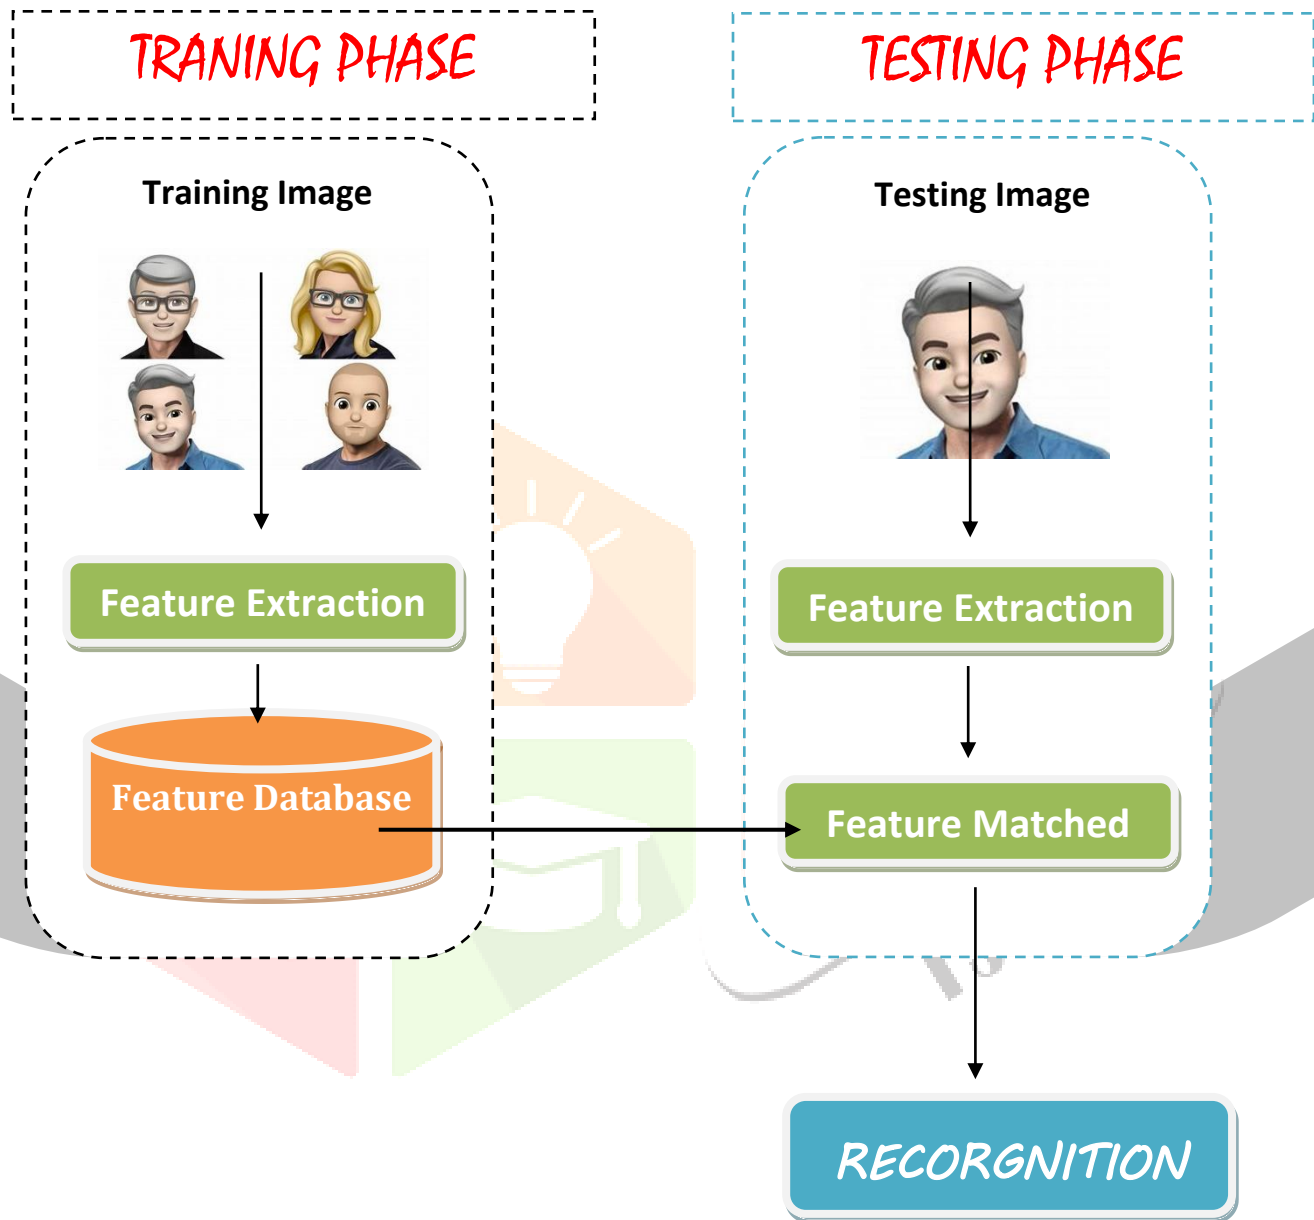 TRANING PHASE
Training Image
Feature Extraction
Feature Database
TESTING PHASE
Testing Image
Feature Extraction
Feature Matched
RECORGNITION